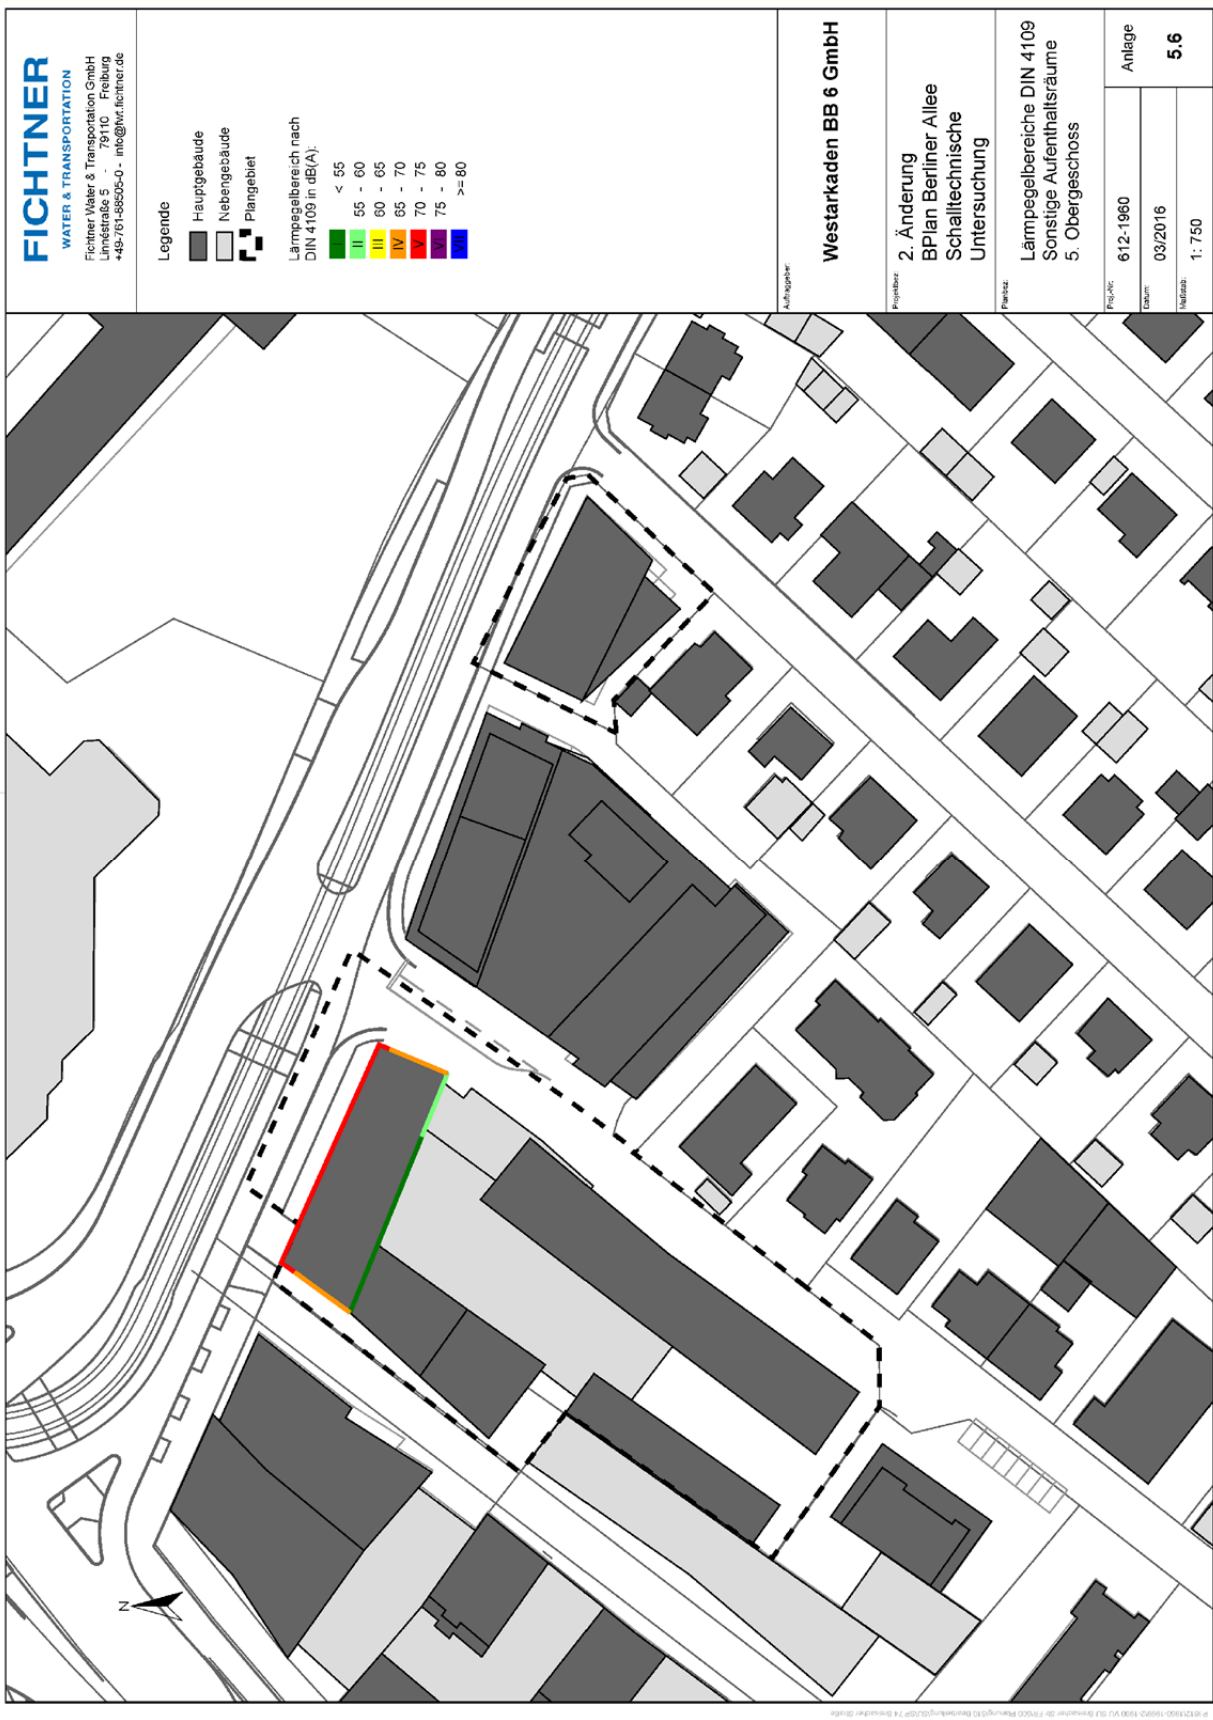 FICHTNER
WATER & TRANSPORTATION
Fichtner Water & Transportation GmbH
Linnéstraße 5 - 79110 Freiburg
+49-761-88505-0 - info@fwt.fichtner.de
Legende
Hauptgebäude
Nebengebäude
Plangebiet
Lärmpegelbereich nach
DIN 4109 in dB(A):
I < 55
II 55 - 60
III 60 - 65
IV 65 - 70
V 70 - 75
VI 75 - 80
VII >= 80
Auftraggeber:
Westarkaden BB 6 GmbH
Projektbez:
2. Änderung
BPlan Berliner Allee
Schalltechnische
Untersuchung
Planbez:
Lärmpegelbereiche DIN 4109
Sonstige Aufenthaltsräume
5. Obergeschoss
Proj.-Nr:
612-1960
Datum:
03/2016
Maßstab:
1: 750
Anlage
5.6
N